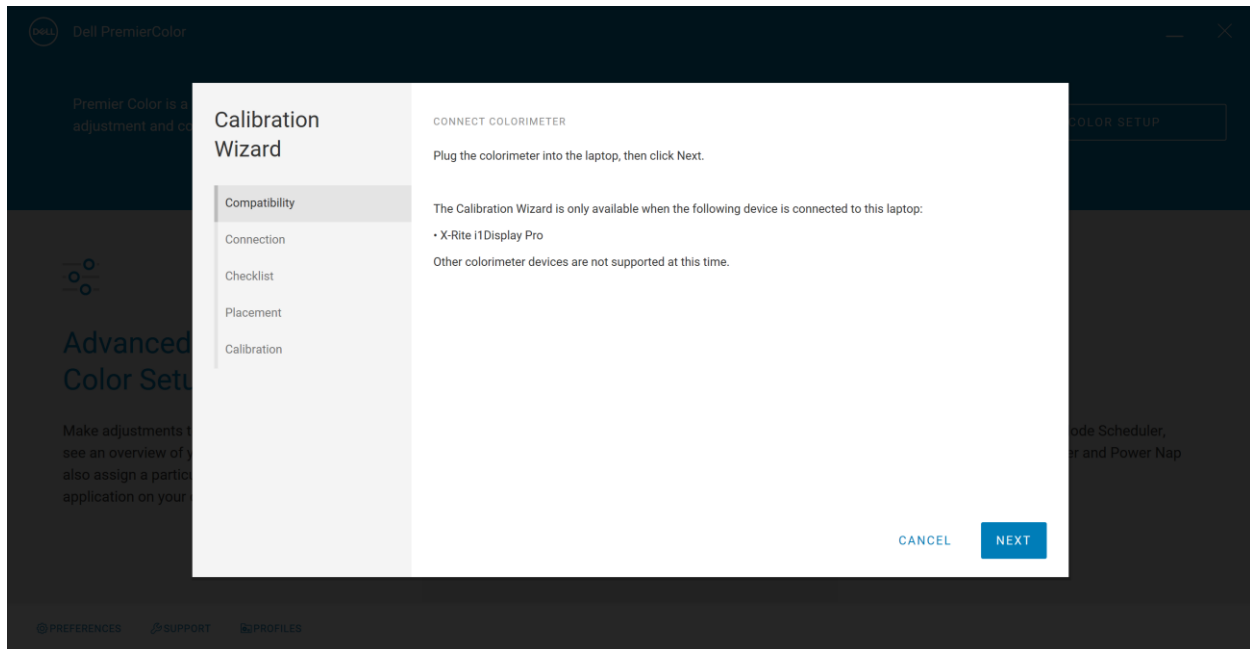 DELL
Dell PremierColor
Premier Color is a
adjustment and co
COLOR SETUP
Calibration
Wizard
Compatibility
Connection
Checklist
Placement
Calibration
CONNECT COLORIMETER
Plug the colorimeter into the laptop, then click Next.
The Calibration Wizard is only available when the following device is connected to this laptop:
• X-Rite i1Display Pro
Other colorimeter devices are not supported at this time.
CANCEL
NEXT
Advanced
Color Setu
Make adjustments t
see an overview of y
also assign a particu
application on your
ode Scheduler,
er and Power Nap
PREFERENCES
SUPPORT
PROFILES